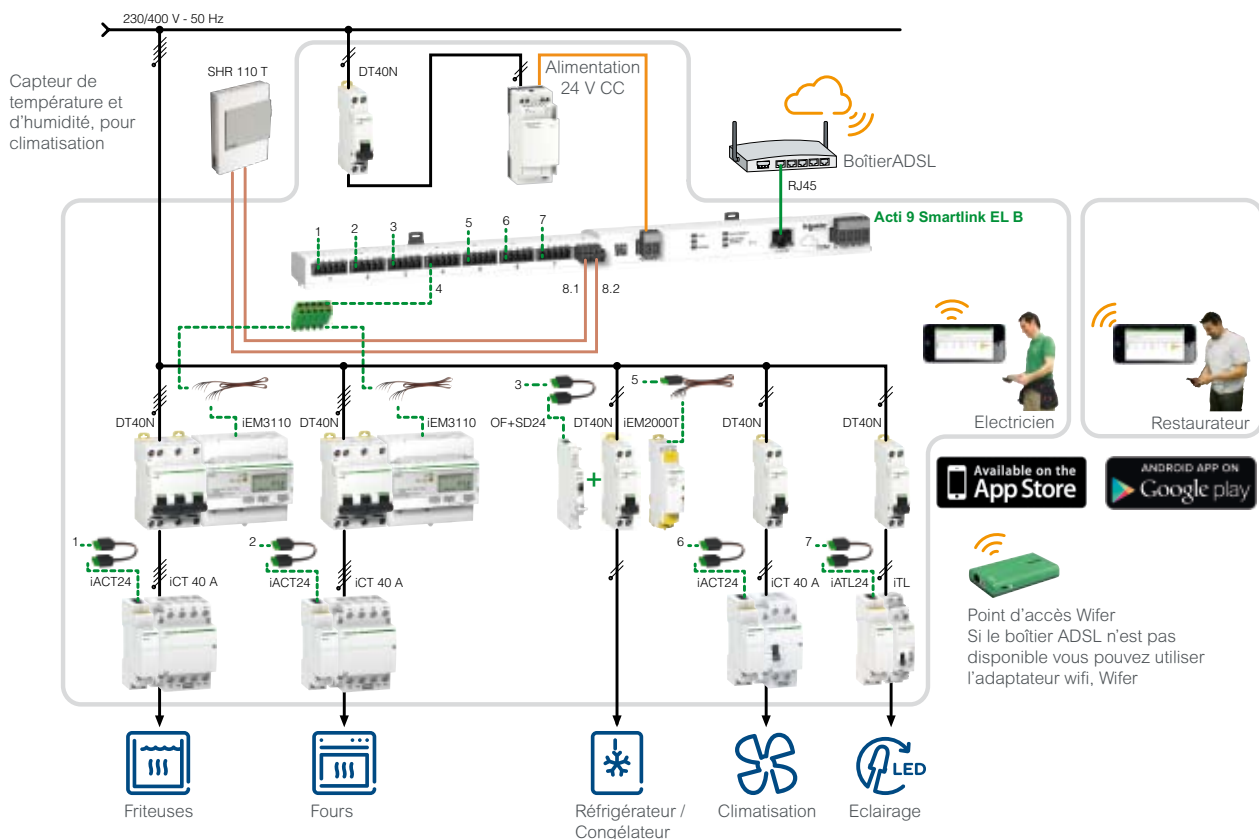 230/400 V - 50 Hz
Capteur de
température et
d'humidité, pour
climatisation
SHR 110 T
DT40N
Alimentation
24 V CC
BoîtierADSL
RJ45
Acti 9 Smartlink EL B
1
2
3
4
5
6
7
8.1
8.2
Electricien
Restaurateur
DT40N
iEM3110
DT40N
iEM3110
3
OF+SD24
DT40N
5
iEM2000T
DT40N
DT40N
+
Available on the
App Store
ANDROID APP ON
Google play
1
iACT24
iCT 40 A
2
iACT24
iCT 40 A
6
iACT24
iCT 40 A
7
iATL24
iTL
Point d'accès Wifer
Si le boîtier ADSL n'est pas
disponible vous pouvez utiliser
l'adaptateur wifi, Wifer
LED
Friteuses
Fours
Réfrigérateur /
Congélateur
Climatisation
Eclairage